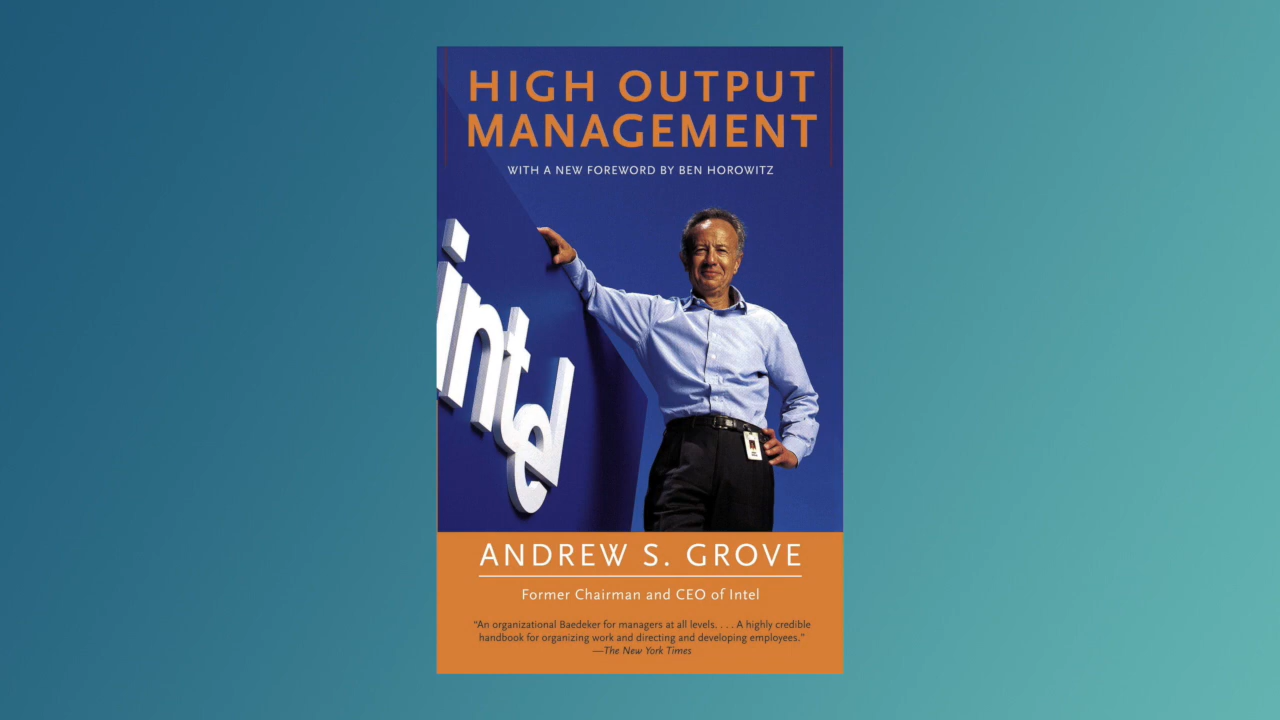 HIGH OUTPUT
MANAGEMENT
WITH A NEW FOREWORD BY BEN HOROWITZ
intel
ANDREW S. GROVE
Former Chairman and CEO of Intel
“An organizational Baedeker for managers at all levels. . . . A highly credible
handbook for organizing work and directing and developing employees.”
—The New York Times